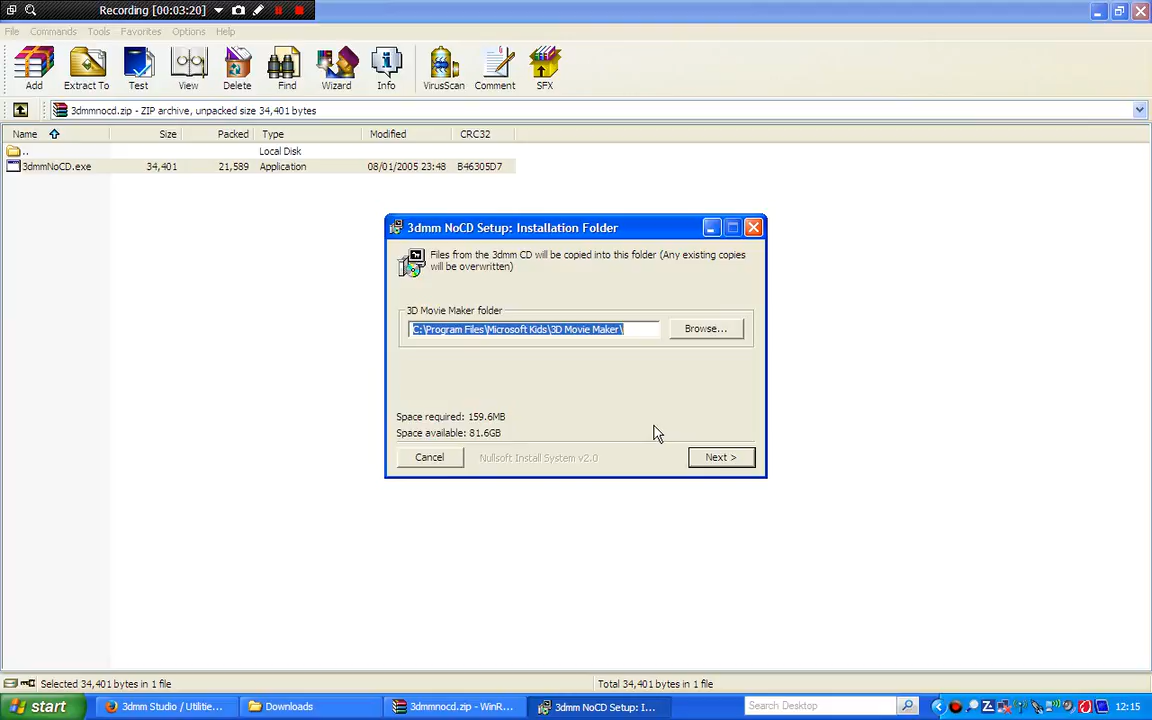 Recording [00:03:20]
File Commands Tools Favorites Options Help
Add Extract To Test View Delete Find Wizard Info VirusScan Comment SFX
3dmmnocd.zip - ZIP archive, unpacked size 34,401 bytes
Name Size Packed Type Modified CRC32
.. Local Disk
3dmmNoCD.exe 34,401 21,589 Application 08/01/2005 23:48 B46305D7
3dmm NoCD Setup: Installation Folder
Files from the 3dmm CD will be copied into this folder (Any existing copies
will be overwritten)
3D Movie Maker folder
C:\Program Files\Microsoft Kids\3D Movie Maker\
Browse...
Space required: 159.6MB
Space available: 81.6GB
Cancel Nullsoft Install System v2.0 Next >
Selected 34,401 bytes in 1 file Total 34,401 bytes in 1 file
start 3dmm Studio / Utilitie... Downloads 3dmmnocd.zip - WinR... 3dmm NoCD Setup: I... Search Desktop 12:15